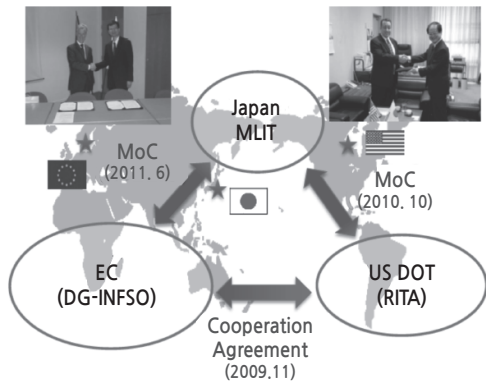 Japan
MLIT
MoC
(2011. 6)
MoC
(2010. 10)
EC
(DG-INFSO)
US DOT
(RITA)
Cooperation
Agreement
(2009.11)